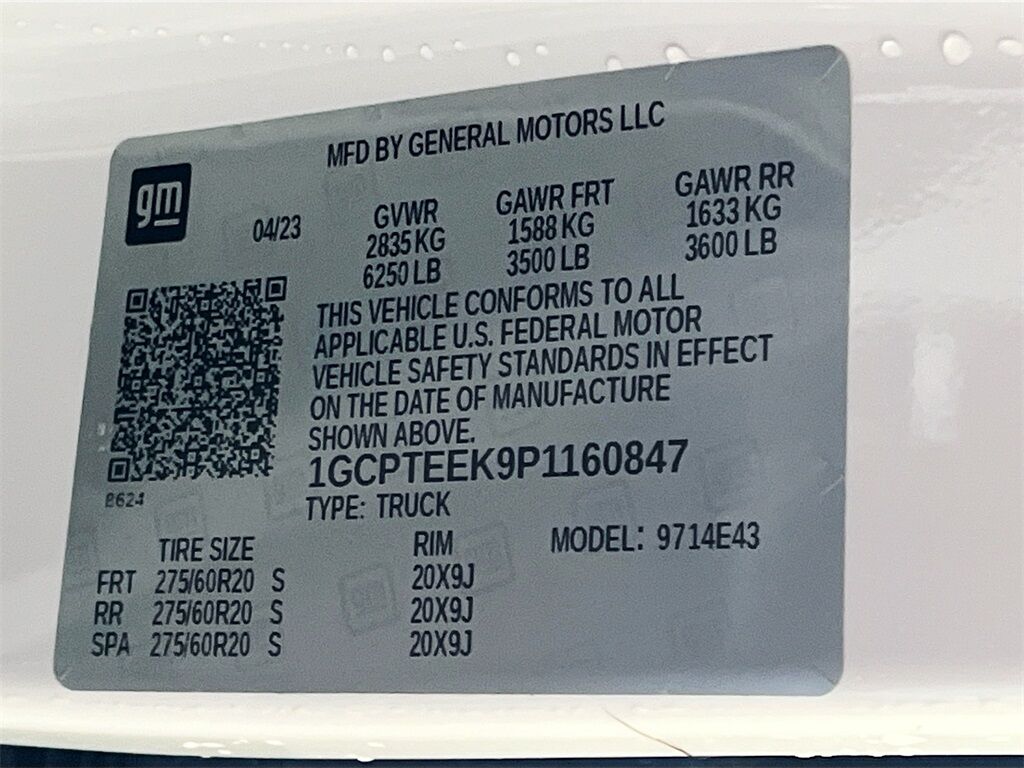 MFD BY GENERAL MOTORS LLC
gm
04/23 GVWR GAWR FRT GAWR RR
2835 KG 1588 KG 1633 KG
6250 LB 3500 LB 3600 LB
THIS VEHICLE CONFORMS TO ALL
APPLICABLE U.S. FEDERAL MOTOR
VEHICLE SAFETY STANDARDS IN EFFECT
ON THE DATE OF MANUFACTURE
SHOWN ABOVE.
1GCPTEEK9P1160847
TYPE: TRUCK
TIRE SIZE RIM MODEL: 9714E43
FRT 275/60R20 S 20X9J
RR 275/60R20 S 20X9J
SPA 275/60R20 S 20X9J